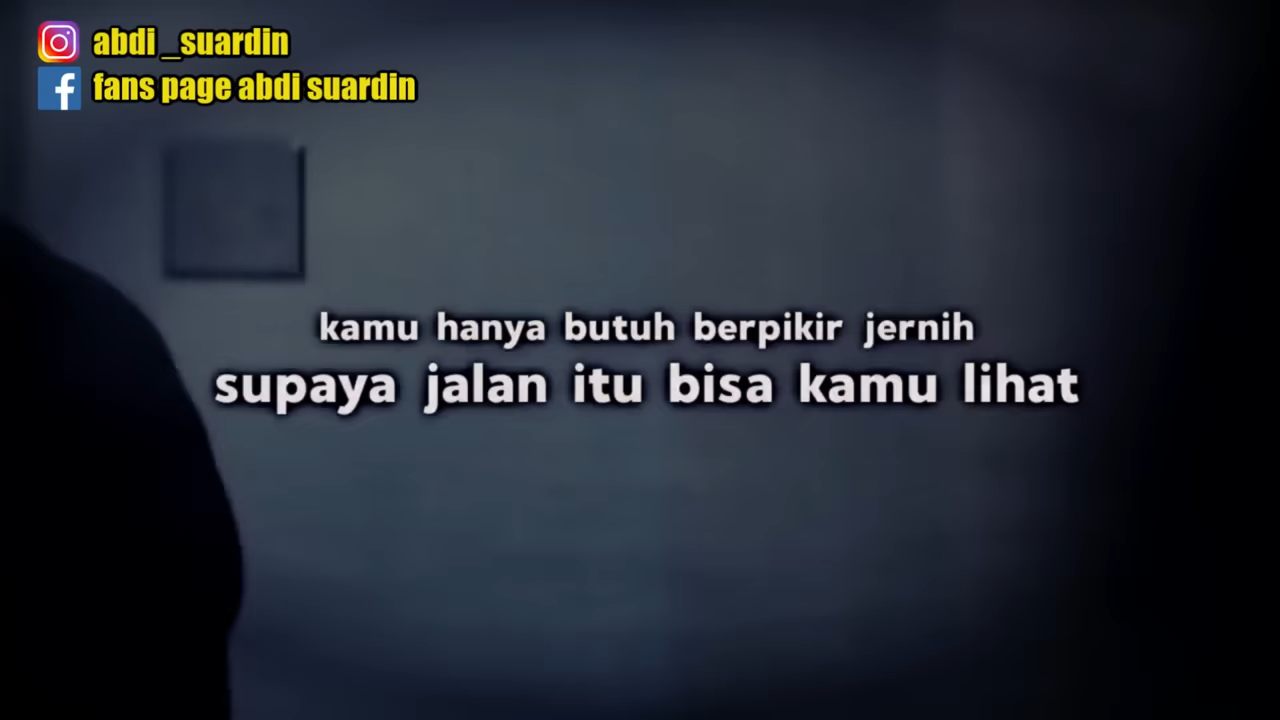 abdi _suardin
fans page abdi suardin
kamu hanya butuh berpikir jernih
supaya jalan itu bisa kamu lihat